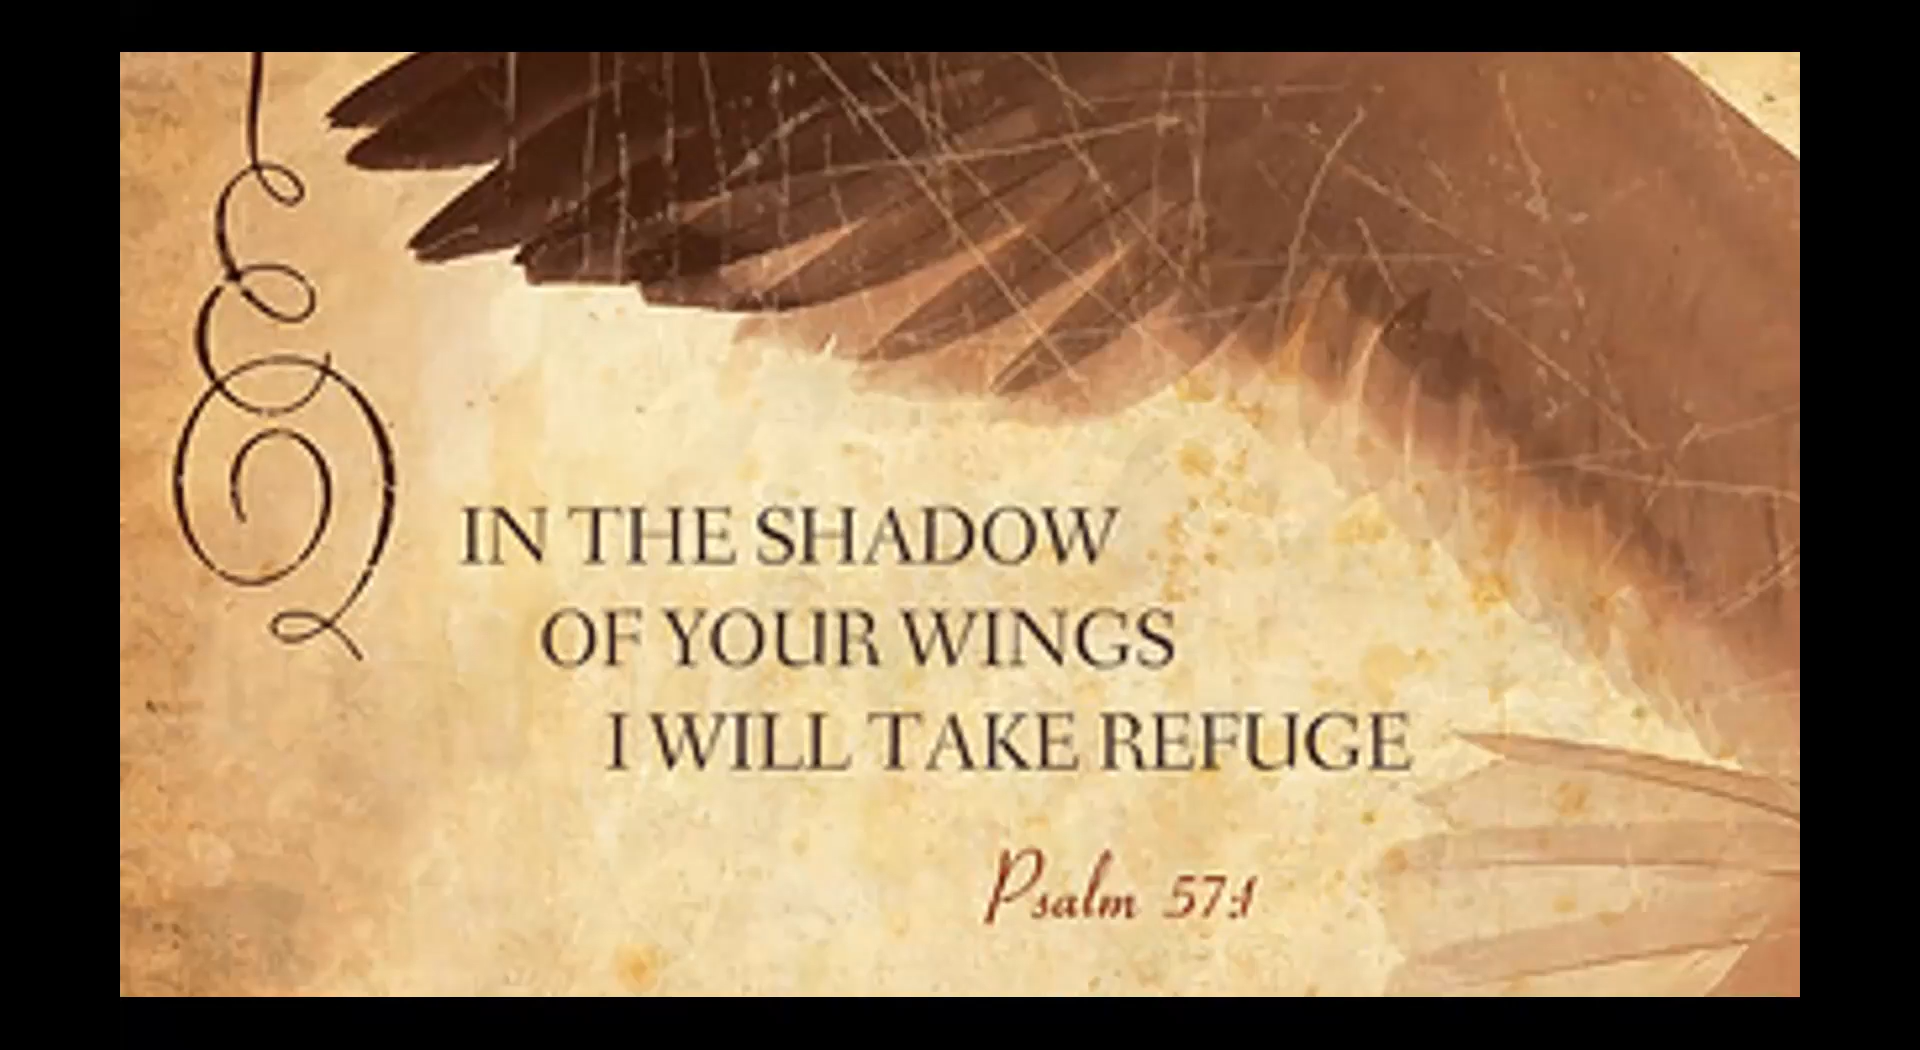 IN THE SHADOW
OF YOUR WINGS
I WILL TAKE REFUGE
Psalm 57:1